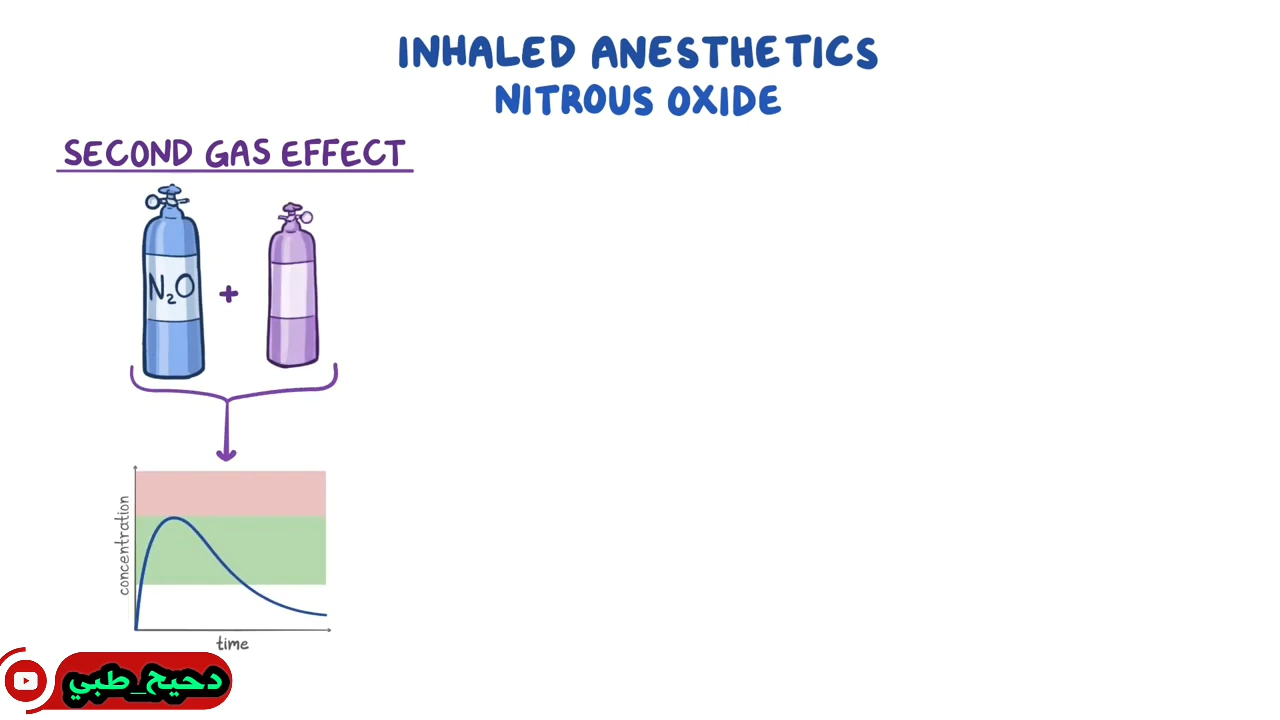 INHALED ANESTHETICS
NITROUS OXIDE
SECOND GAS EFFECT
N₂O
+
concentration
time
دحيح_طبي